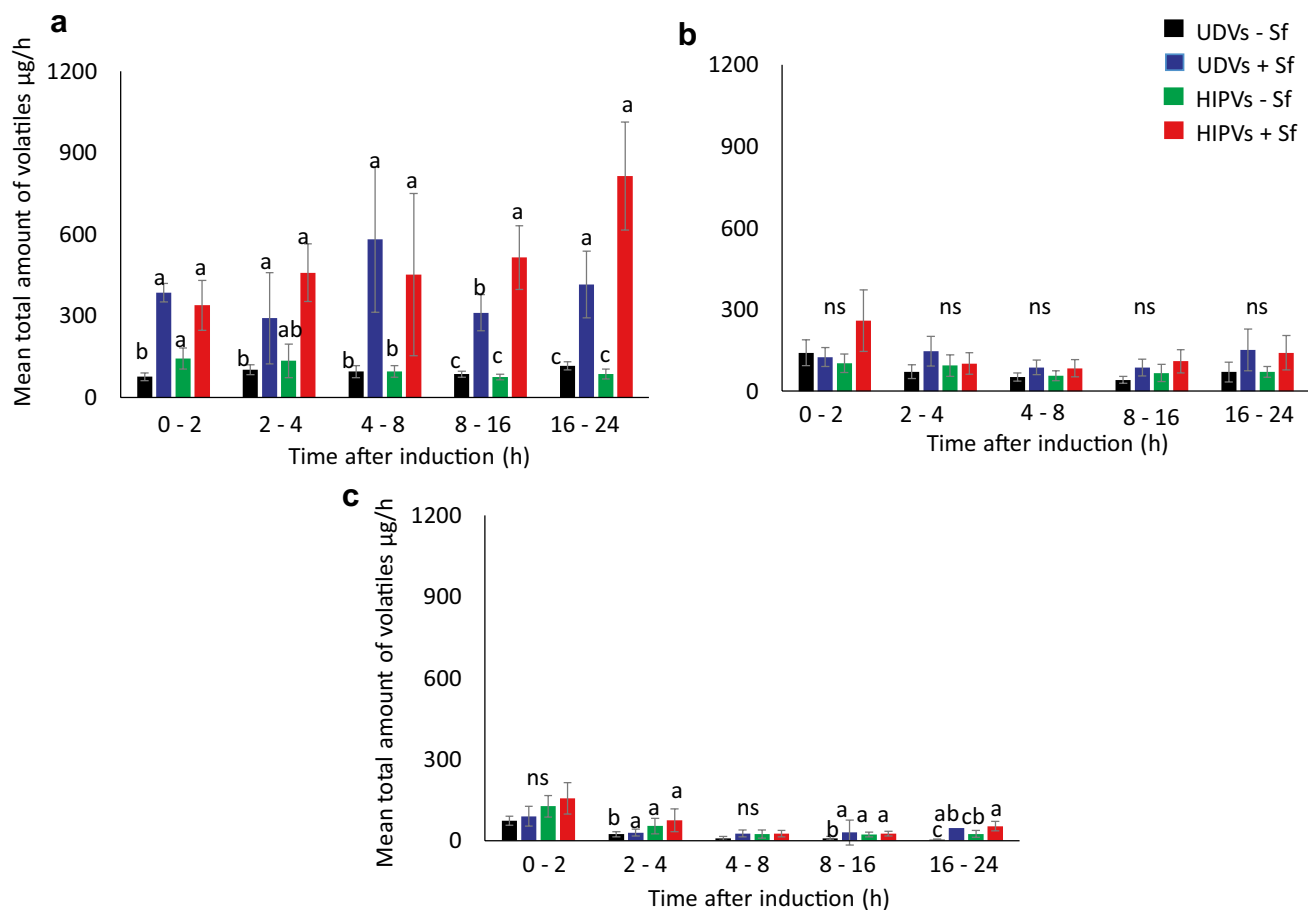 a
Mean total amount of volatiles µg/h
1200
900
600
300
0
b a a a
b a ab a
b a b a
c b c a
c a c a
0 - 2 2 - 4 4 - 8 8 - 16 16 - 24
Time after induction (h)
b
1200
900
600
300
0
ns ns ns ns ns
0 - 2 2 - 4 4 - 8 8 - 16 16 - 24
Time after induction (h)
UDVs - Sf
UDVs + Sf
HIPVs - Sf
HIPVs + Sf
c
Mean total amount of volatiles µg/h
1200
900
600
300
0
ns
b a a a
ns
b a a a
c ab cb a
0 - 2 2 - 4 4 - 8 8 - 16 16 - 24
Time after induction (h)